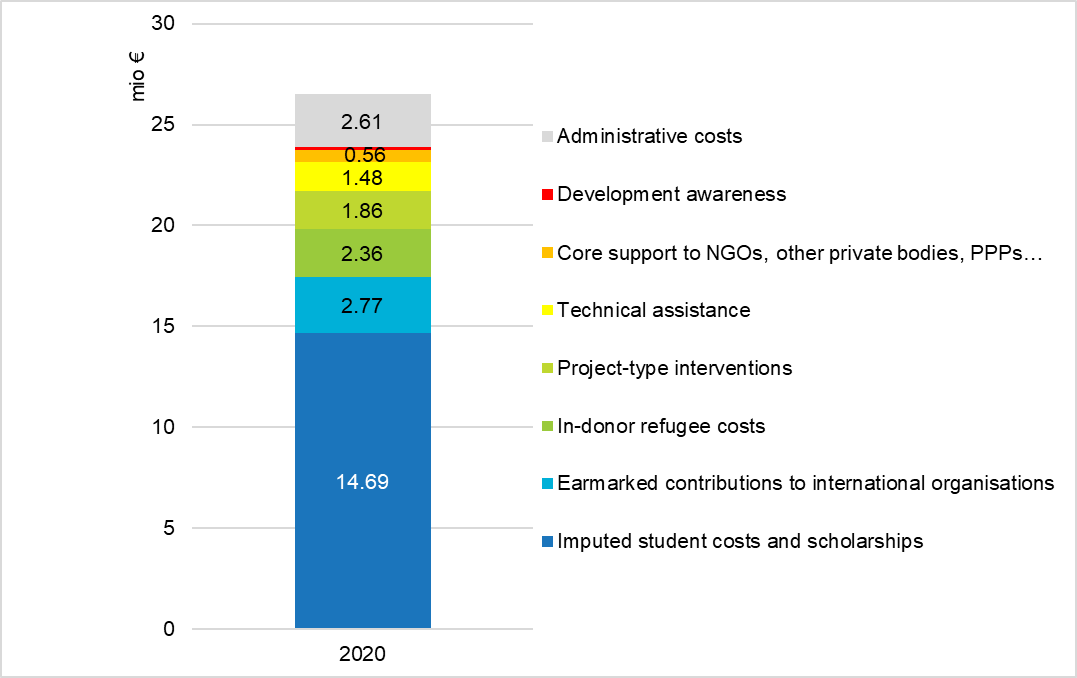 30
mio €
25
20
15
10
5
0
2.61
0.56
1.48
1.86
2.36
2.77
14.69
2020
Administrative costs
Development awareness
Core support to NGOs, other private bodies, PPPs…
Technical assistance
Project-type interventions
In-donor refugee costs
Earmarked contributions to international organisations
Imputed student costs and scholarships